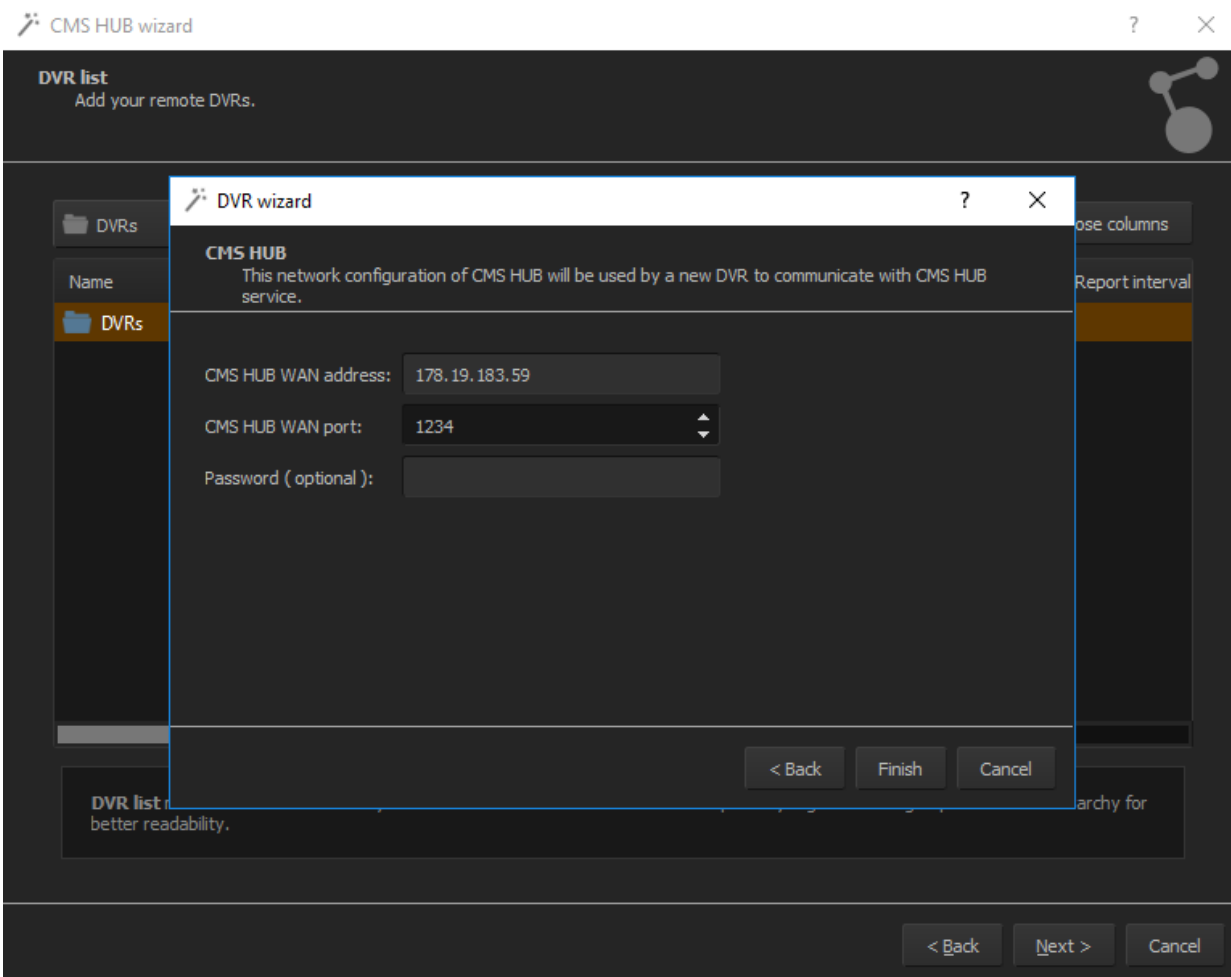 CMS HUB wizard
?
DVR list
Add your remote DVRs.
DVRs
ose columns
Name
Report interval
DVRs
DVR wizard
?
CMS HUB
This network configuration of CMS HUB will be used by a new DVR to communicate with CMS HUB
service.
CMS HUB WAN address:
178.19.183.59
CMS HUB WAN port:
1234
Password ( optional ):
< Back
Finish
Cancel
DVR list
archy for
better readability.
< Back
Next >
Cancel